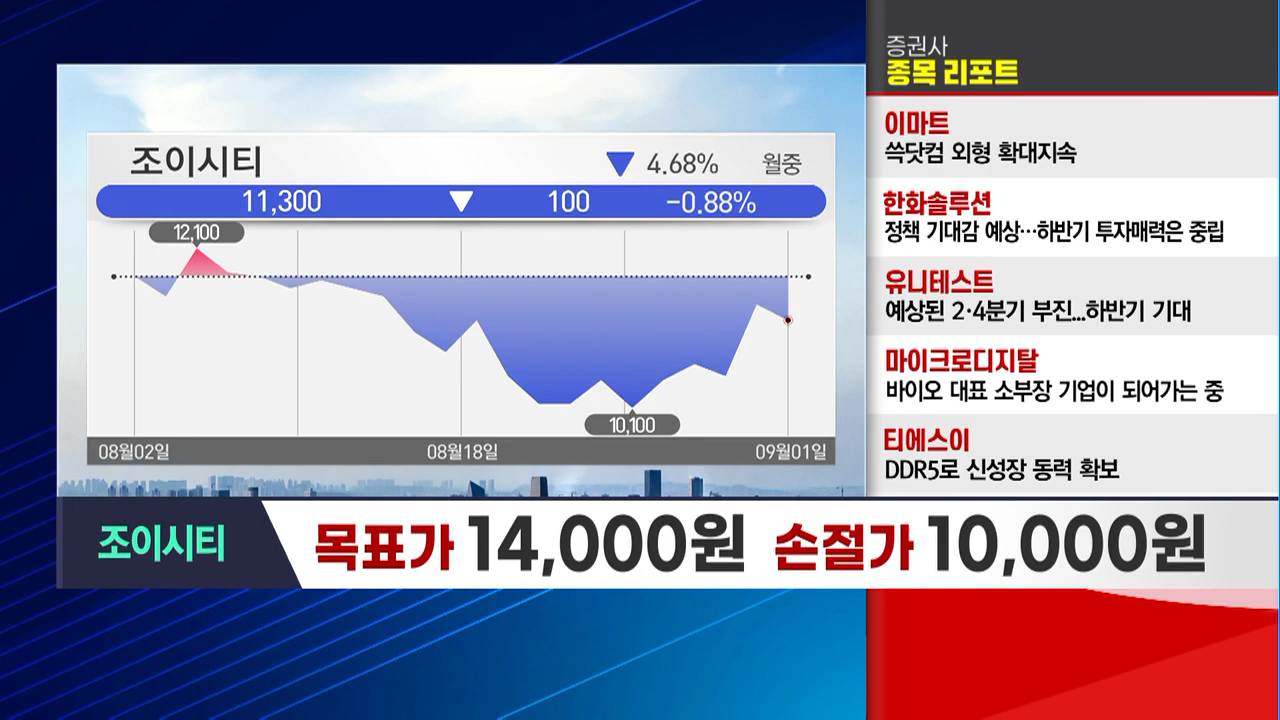 조이시티
▼ 4.68% 월중
11,300 ▼ 100 -0.88%
12,100
10,100
08월02일 08월18일 09월01일
조이시티 목표가 14,000원 손절가 10,000원
증권사
종목 리포트
이마트
쓱닷컴 외형 확대지속
한화솔루션
정책 기대감 예상…하반기 투자매력은 중립
유니테스트
예상된 2·4분기 부진...하반기 기대
마이크로디지탈
바이오 대표 소부장 기업이 되어가는 중
티에스이
DDR5로 신성장 동력 확보